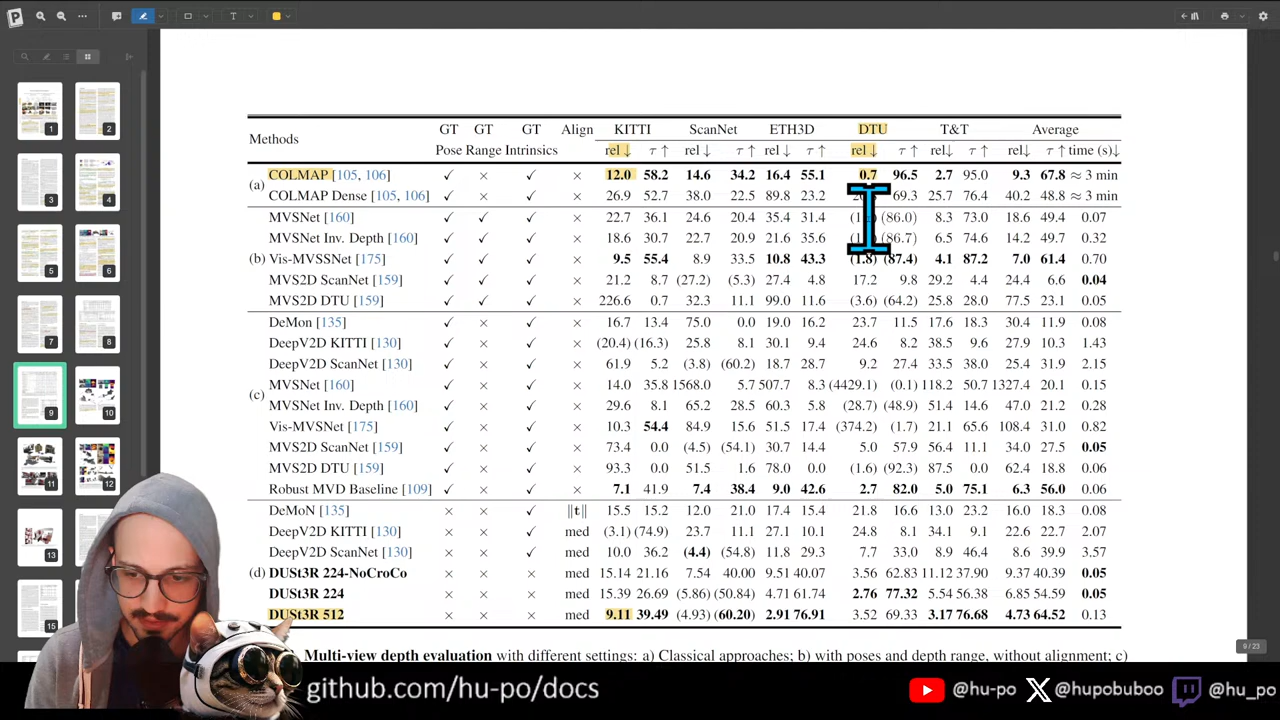 Methods GT GT GT Align KITTI ScanNet ETH3D DTU T&T Average
Pose Range Intrinsics rel↓ τ↑ rel↓ τ↑ rel↓ τ↑ rel↓ τ↑ rel↓ τ↑ rel↓ τ↑ time (s)↓
(a) COLMAP [105, 106] ✓ × ✓ × 12.0 58.2 14.6 34.2 16.4 55.1 0.7 96.5 2.7 95.0 9.3 67.8 ≈ 3 min
COLMAP Dense [105, 106] ✓ × ✓ × 26.9 52.7 38.0 22.5 89.8 23.2 69.3 25.7 76.4 40.2 48.8 ≈ 3 min
(b) MVSNet [160] ✓ ✓ ✓ × 22.7 36.1 24.6 20.4 35.4 31.4 (86.0) 8.3 73.0 18.6 49.4 0.07
MVSNet Inv. Depth [160] ✓ ✓ ✓ × 18.6 30.7 22.7 20.9 21.6 35.6 (86.7) 6.5 74.6 14.2 49.7 0.32
Vis-MVSSNet [175] ✓ ✓ ✓ × 9.5 55.4 8.9 33.5 10.8 43.3 (1.8) (87.4) 4.1 87.2 7.0 61.4 0.70
MVS2D ScanNet [159] ✓ ✓ ✓ × 21.2 8.7 (27.2) (5.3) 27.4 4.8 17.2 9.8 29.2 4.4 24.4 6.6 0.04
MVS2D DTU [159] ✓ ✓ ✓ × 226.6 0.7 32.3 11.1 99.0 11.6 (3.6) (64.2) 25.8 28.0 77.5 23.1 0.05
(c) DeMon [135] ✓ × ✓ × 16.7 13.4 75.0 0.0 19.0 16.2 23.7 11.5 17.6 18.3 30.4 11.9 0.08
DeepV2D KITTI [130] ✓ × ✓ × (20.4) (16.3) 25.8 8.1 30.1 9.4 24.6 8.2 38.5 9.6 27.9 10.3 1.43
DeepV2D ScanNet [130] ✓ × ✓ × 61.9 5.2 (3.8) (60.2) 18.7 28.7 9.2 27.4 33.5 38.0 25.4 31.9 2.15
MVSNet [160] ✓ × ✓ × 14.0 35.8 1568.0 5.7 507.7 8.3 (4429.1) (0.1) 118.2 50.7 1327.4 20.1 0.15
MVSNet Inv. Depth [160] ✓ × ✓ × 29.6 8.1 65.2 28.5 60.3 5.8 (28.7) (48.9) 51.4 14.6 47.0 21.2 0.28
Vis-MVSNet [175] ✓ × ✓ × 10.3 54.4 84.9 15.6 51.5 17.4 (374.2) (1.7) 21.1 65.6 108.4 31.0 0.82
MVS2D ScanNet [159] ✓ × ✓ × 73.4 0.0 (4.5) (54.1) 30.7 14.4 5.0 57.9 56.4 11.1 34.0 27.5 0.05
MVS2D DTU [159] ✓ × ✓ × 93.3 0.0 51.5 1.6 78.0 0.0 (1.6) (92.3) 87.5 0.0 62.4 18.8 0.06
Robust MVD Baseline [109] ✓ × ✓ × 7.1 41.9 7.4 38.4 9.0 42.6 2.7 82.0 5.0 75.1 6.3 56.0 0.06
(d) DeMoN [135] × × ✓ ||t|| 15.5 15.2 12.0 21.0 17.4 15.4 21.8 16.6 13.0 23.2 16.0 18.3 0.08
DeepV2D KITTI [130] × × ✓ med (3.1) (74.9) 23.7 11.1 27.1 10.1 24.8 8.1 34.1 9.1 22.6 22.7 2.07
DeepV2D ScanNet [130] × × ✓ med 10.0 36.2 (4.4) (54.8) 11.8 29.3 7.7 33.0 8.9 46.4 8.6 39.9 3.57
DUSt3R 224-NoCroCo × × × med 15.14 21.16 7.54 40.00 9.51 40.07 3.56 62.83 11.12 37.90 9.37 40.39 0.05
DUSt3R 224 × × × med 15.39 26.69 (5.86) (50.84) 4.71 61.74 2.76 77.32 5.54 56.38 6.85 54.59 0.05
DUSt3R 512 × × × med 9.11 39.49 (4.93) (60.20) 2.91 76.91 3.52 69.33 3.17 76.68 4.73 64.52 0.13
Multi-view depth evaluation with different settings: a) Classical approaches; b) with poses and depth range, without alignment; c)
1
2
3
4
5
6
7
8
9
10
11
12
13
15
9 / 23
github.com/hu-po/docs
@hu-po
@hupobuboo
@hu_po